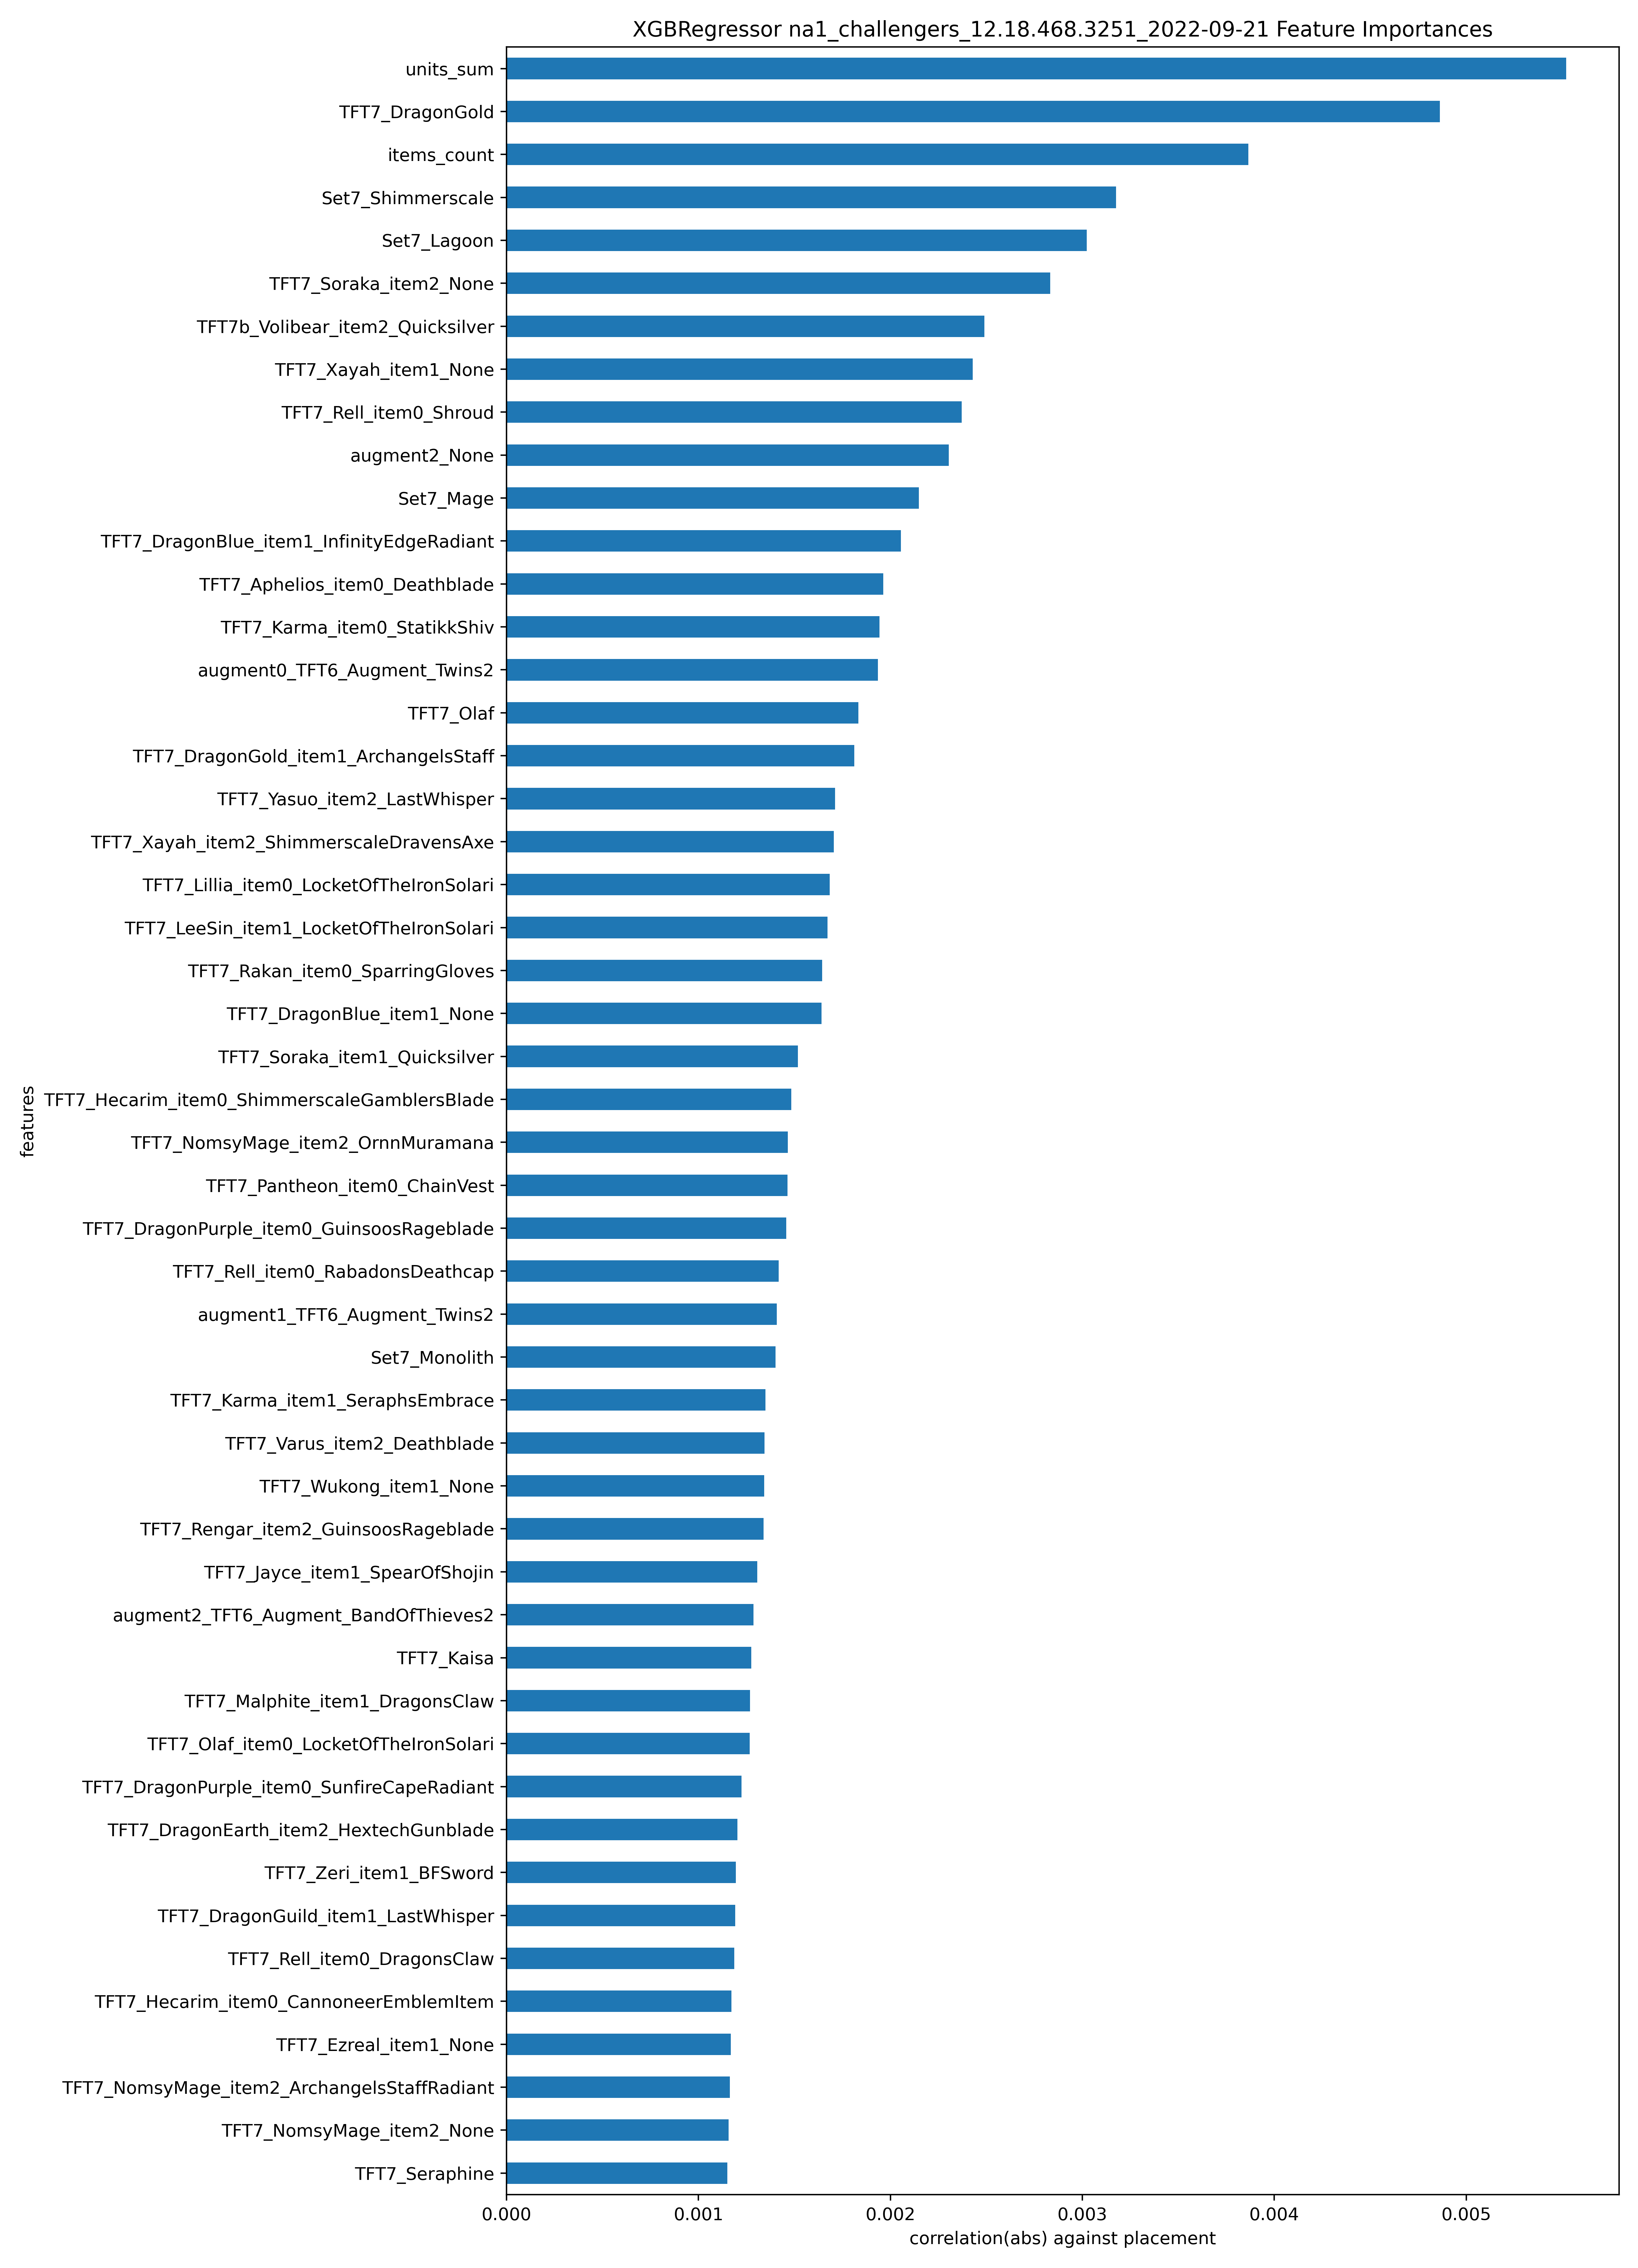 XGBRegressor na1_challengers_12.18.468.3251_2022-09-21 Feature Importances
units_sum
TFT7_DragonGold
items_count
Set7_Shimmerscale
Set7_Lagoon
TFT7_Soraka_item2_None
TFT7b_Volibear_item2_Quicksilver
TFT7_Xayah_item1_None
TFT7_Rell_item0_Shroud
augment2_None
Set7_Mage
TFT7_DragonBlue_item1_InfinityEdgeRadiant
TFT7_Aphelios_item0_Deathblade
TFT7_Karma_item0_StatikkShiv
augment0_TFT6_Augment_Twins2
TFT7_Olaf
TFT7_DragonGold_item1_ArchangelsStaff
TFT7_Yasuo_item2_LastWhisper
TFT7_Xayah_item2_ShimmerscaleDravensAxe
TFT7_Lillia_item0_LocketOfTheIronSolari
TFT7_LeeSin_item1_LocketOfTheIronSolari
TFT7_Rakan_item0_SparringGloves
TFT7_DragonBlue_item1_None
TFT7_Soraka_item1_Quicksilver
TFT7_Hecarim_item0_ShimmerscaleGamblersBlade
TFT7_NomsyMage_item2_OrnnMuramana
TFT7_Pantheon_item0_ChainVest
TFT7_DragonPurple_item0_GuinsoosRageblade
TFT7_Rell_item0_RabadonsDeathcap
augment1_TFT6_Augment_Twins2
Set7_Monolith
TFT7_Karma_item1_SeraphsEmbrace
TFT7_Varus_item2_Deathblade
TFT7_Wukong_item1_None
TFT7_Rengar_item2_GuinsoosRageblade
TFT7_Jayce_item1_SpearOfShojin
augment2_TFT6_Augment_BandOfThieves2
TFT7_Kaisa
TFT7_Malphite_item1_DragonsClaw
TFT7_Olaf_item0_LocketOfTheIronSolari
TFT7_DragonPurple_item0_SunfireCapeRadiant
TFT7_DragonEarth_item2_HextechGunblade
TFT7_Zeri_item1_BFSword
TFT7_DragonGuild_item1_LastWhisper
TFT7_Rell_item0_DragonsClaw
TFT7_Hecarim_item0_CannoneerEmblemItem
TFT7_Ezreal_item1_None
TFT7_NomsyMage_item2_ArchangelsStaffRadiant
TFT7_NomsyMage_item2_None
TFT7_Seraphine
features
0.000 0.001 0.002 0.003 0.004 0.005
correlation(abs) against placement